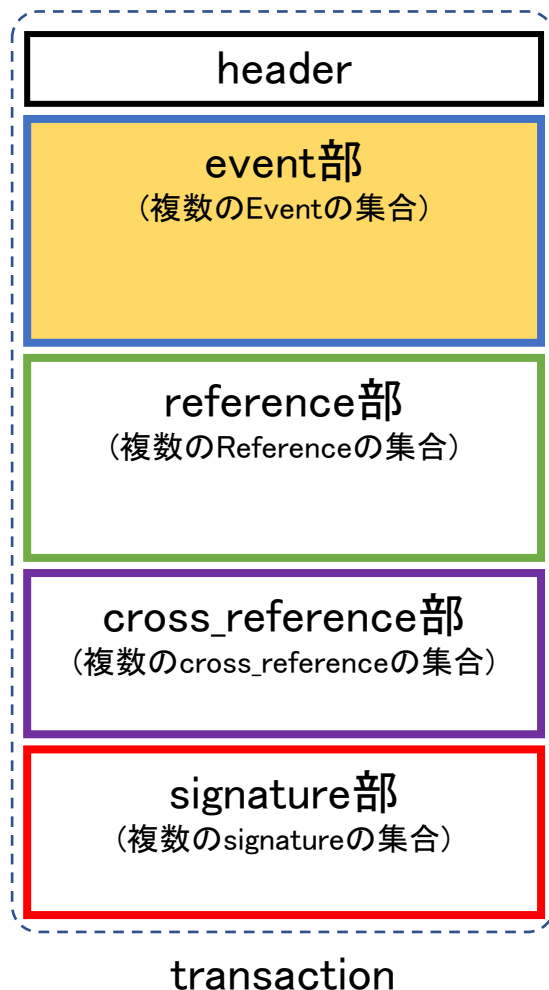 header
event部
(複数のEventの集合)
reference部
(複数のReferenceの集合)
cross_reference部
(複数のcross_referenceの集合)
signature部
(複数のsignatureの集合)
transaction